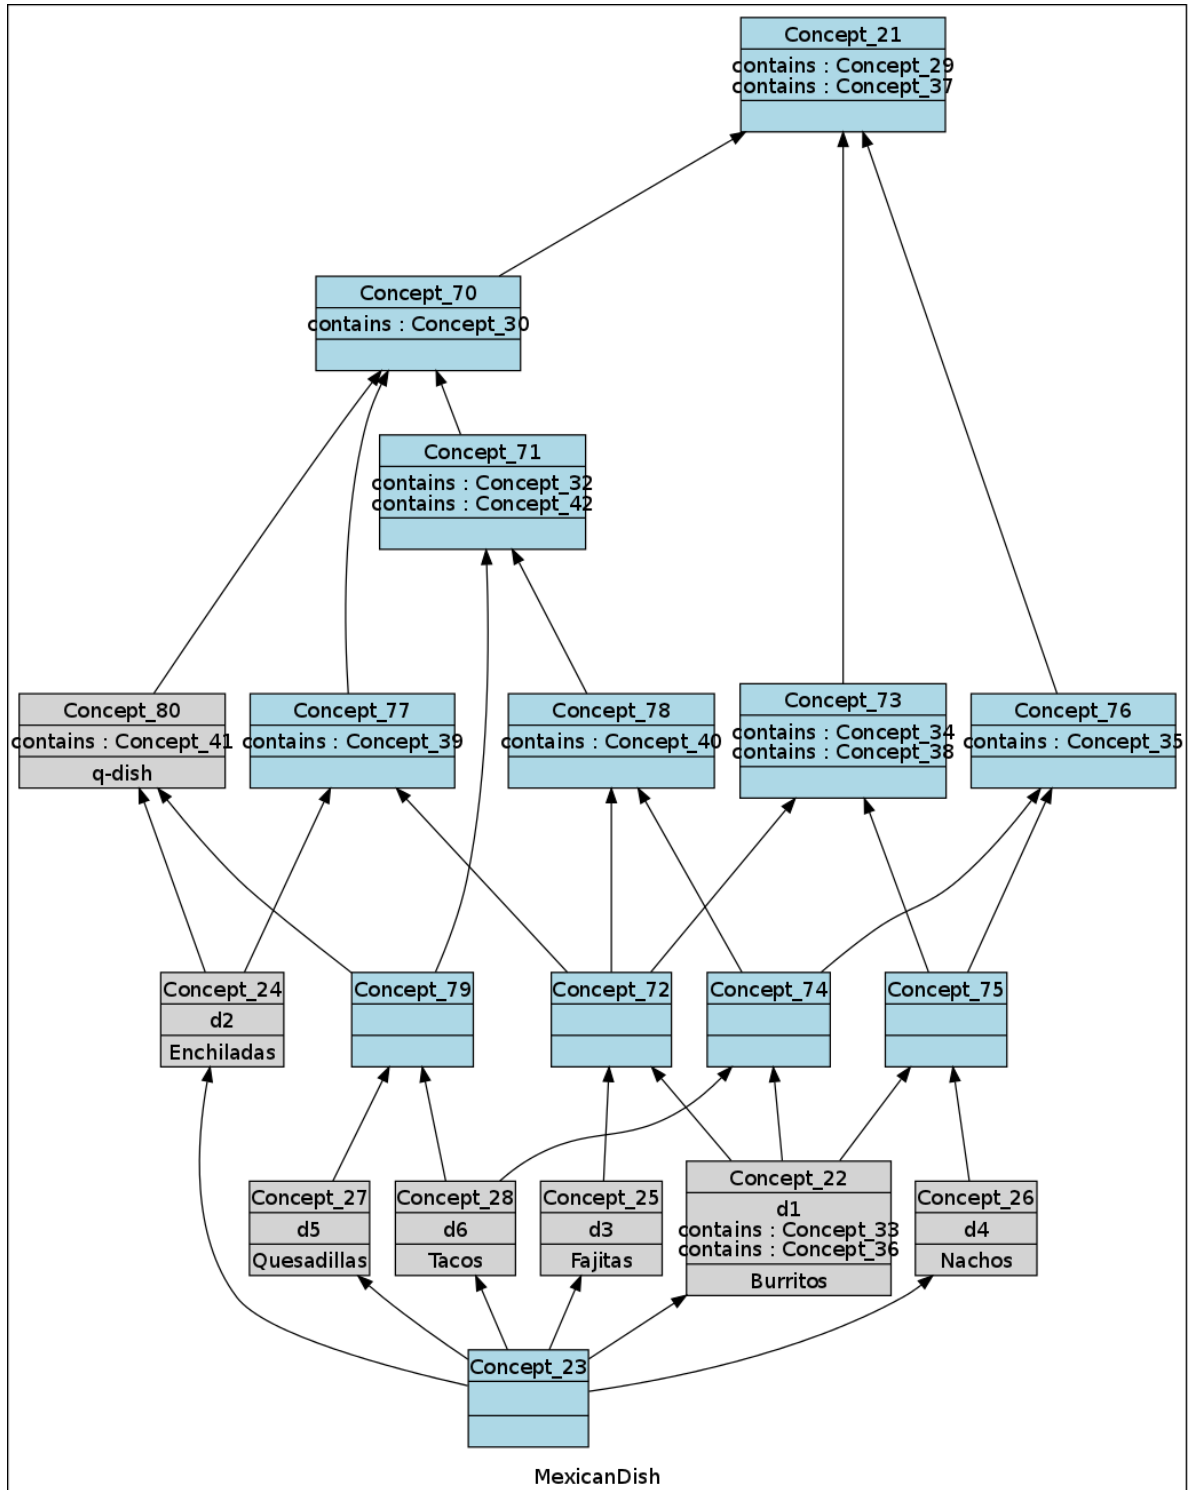 Concept_21
contains : Concept_29
contains : Concept_37
Concept_70
contains : Concept_30
Concept_71
contains : Concept_32
contains : Concept_42
Concept_80
contains : Concept_41
q-dish
Concept_77
contains : Concept_39
Concept_78
contains : Concept_40
Concept_73
contains : Concept_34
contains : Concept_38
Concept_76
contains : Concept_35
Concept_24
d2
Enchiladas
Concept_79
Concept_72
Concept_74
Concept_75
Concept_27
d5
Quesadillas
Concept_28
d6
Tacos
Concept_25
d3
Fajitas
Concept_22
d1
contains : Concept_33
contains : Concept_36
Burritos
Concept_26
d4
Nachos
Concept_23
MexicanDish